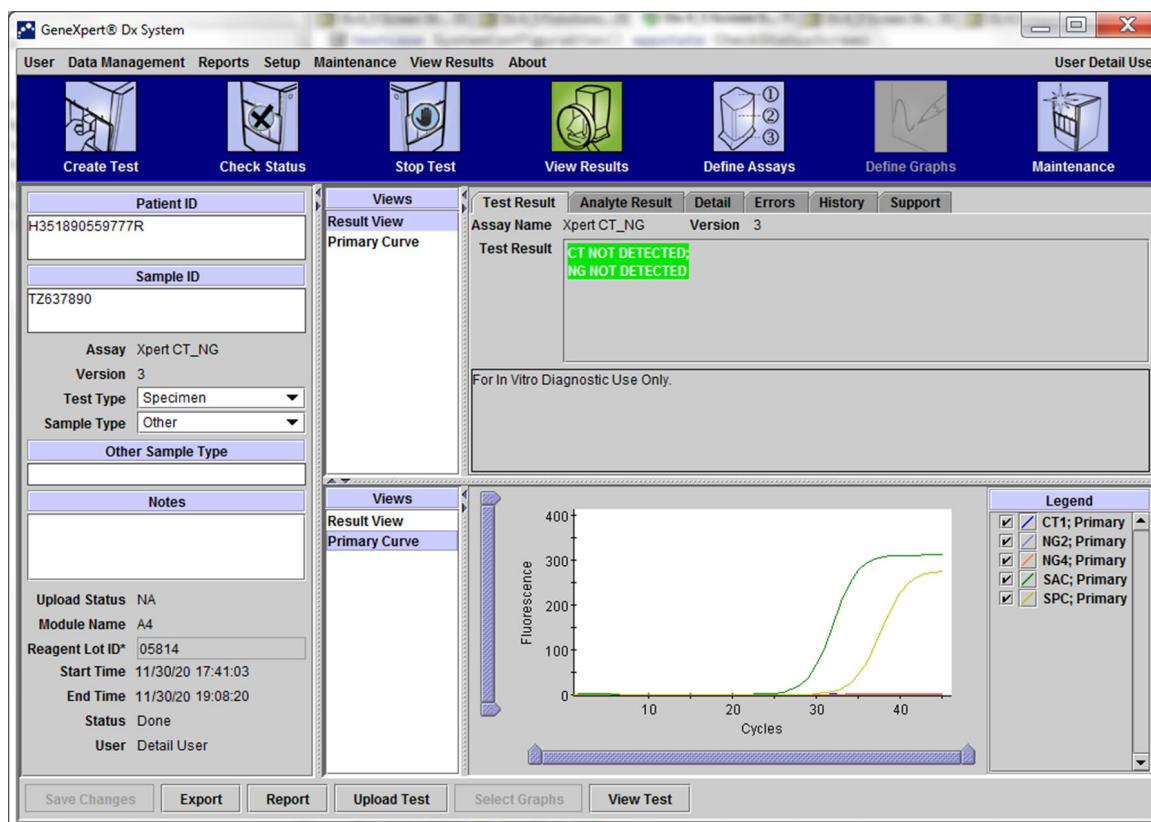 GeneXpert® Dx System
User Data Management Reports Setup Maintenance View Results About User Detail Use
Create Test Check Status Stop Test View Results Define Assays Define Graphs Maintenance
Patient ID
H351890559777R
Sample ID
TZ637890
Assay Xpert CT_NG
Version 3
Test Type Specimen
Sample Type Other
Other Sample Type
Notes
Upload Status NA
Module Name A4
Reagent Lot ID* 05814
Start Time 11/30/20 17:41:03
End Time 11/30/20 19:08:20
Status Done
User Detail User
Views
Result View
Primary Curve
Test Result Analyte Result Detail Errors History Support
Assay Name Xpert CT_NG Version 3
Test Result CT NOT DETECTED;
NG NOT DETECTED
For In Vitro Diagnostic Use Only.
Views
Result View
Primary Curve
400
300
200
100
0
Fluorescence
10 20 30 40
Cycles
Legend
CT1; Primary
NG2; Primary
NG4; Primary
SAC; Primary
SPC; Primary
Save Changes Export Report Upload Test Select Graphs View Test